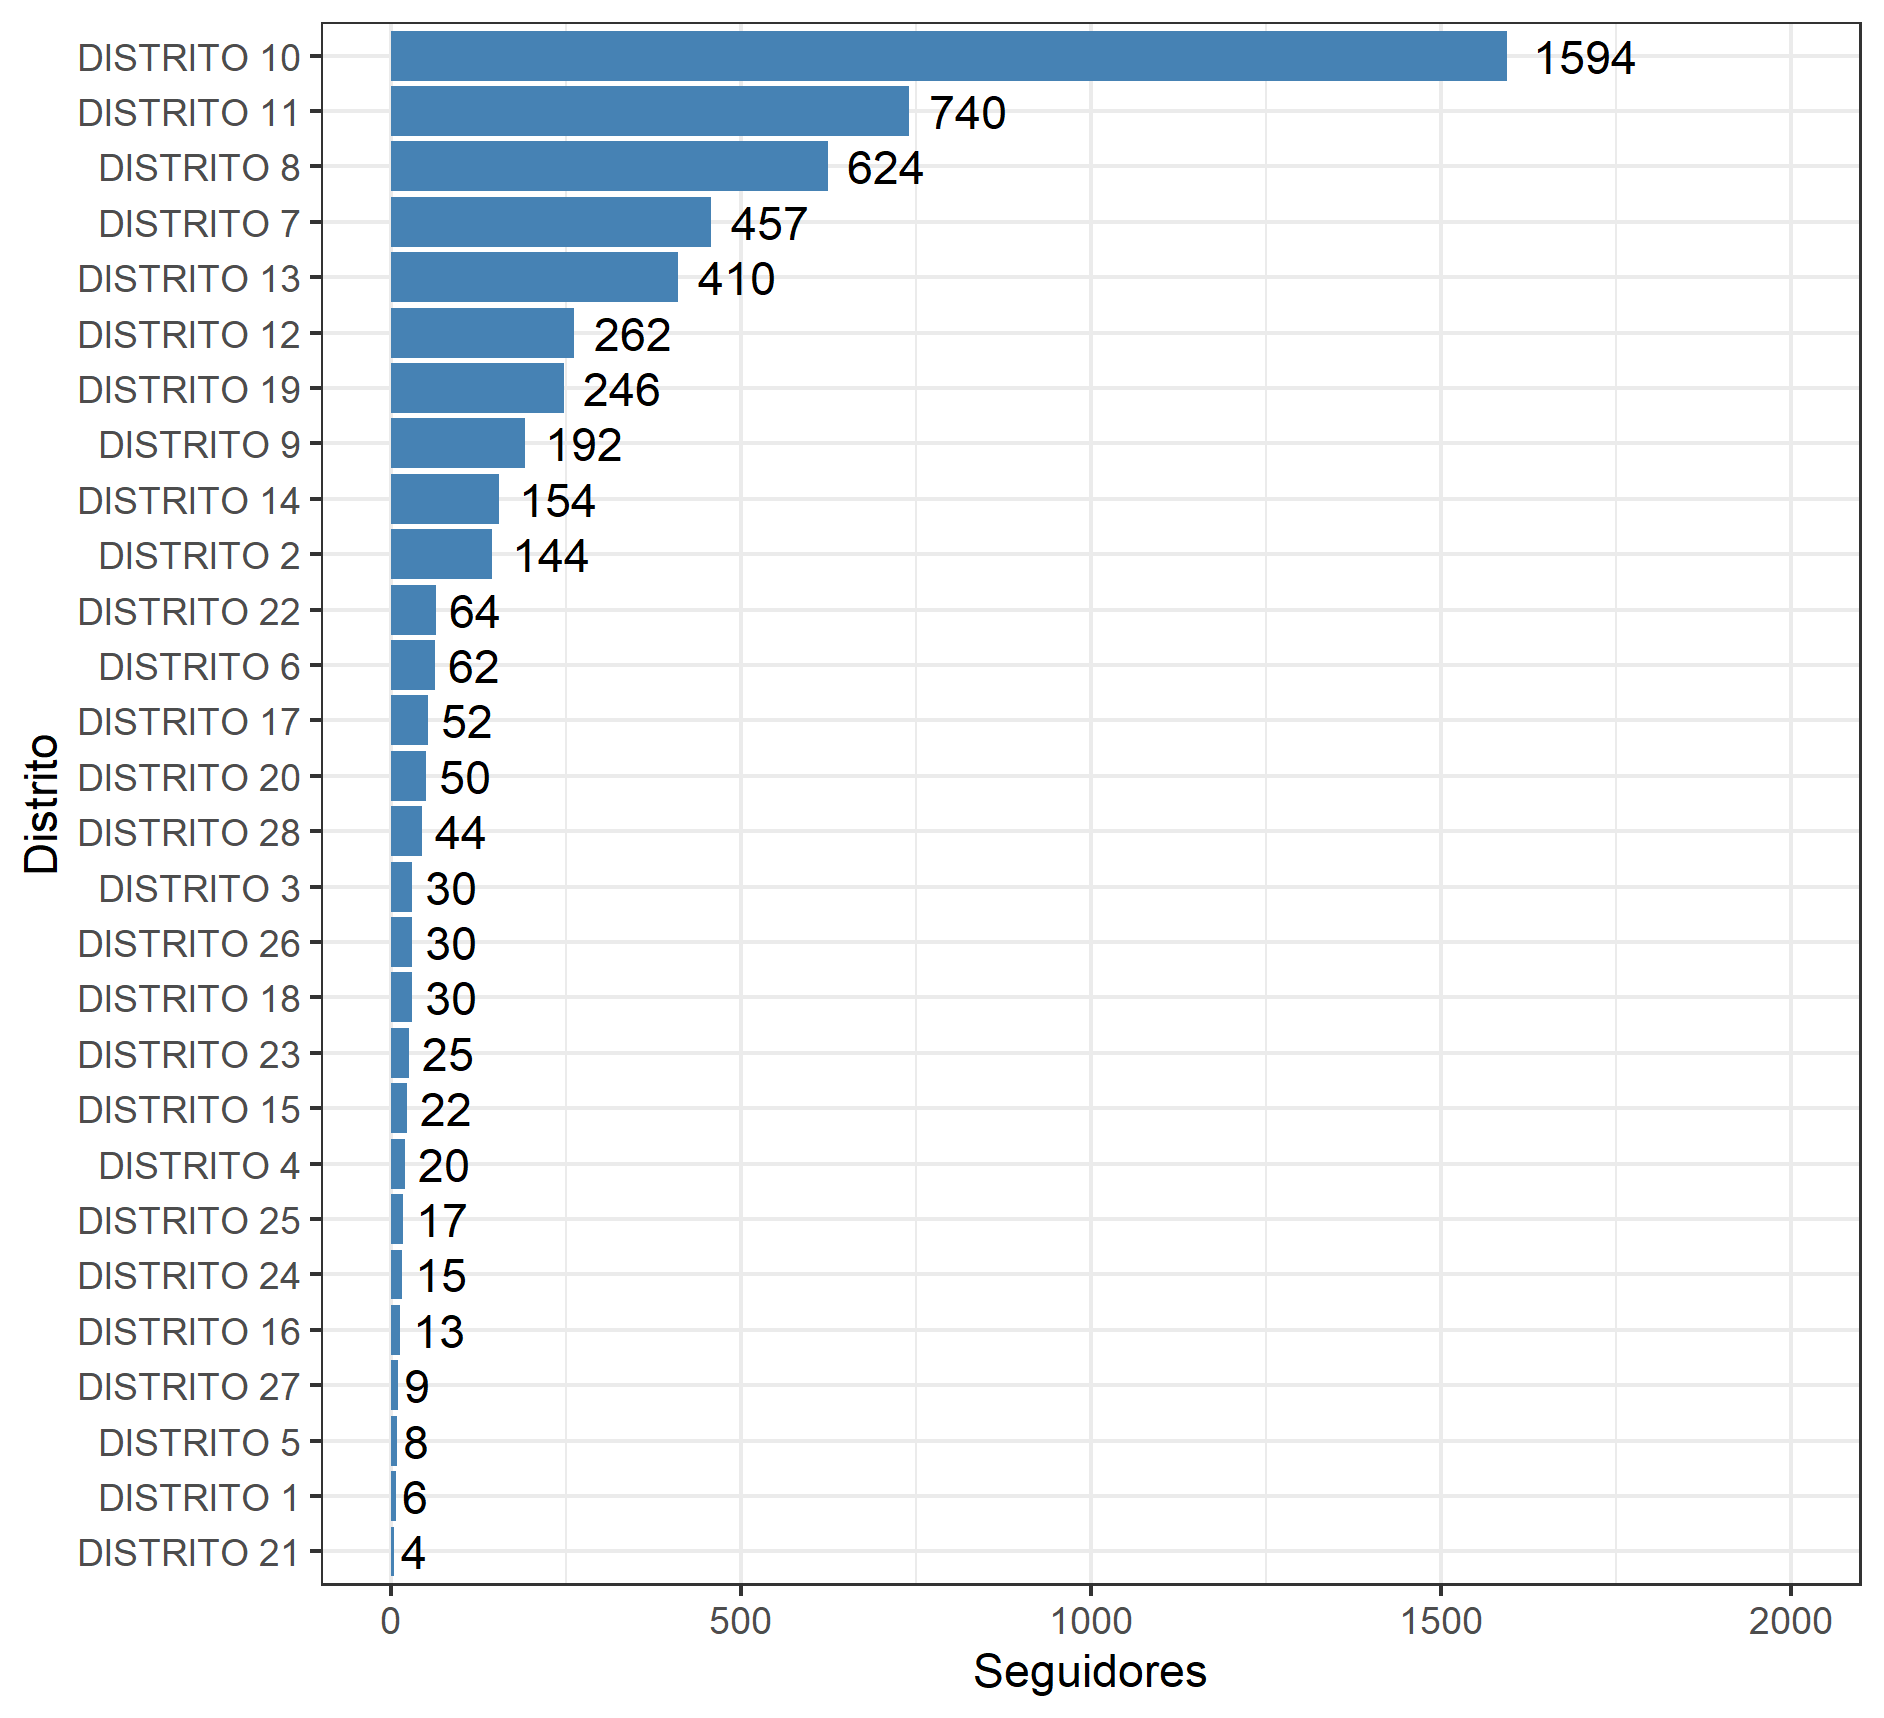 DISTRITO 10 1594
DISTRITO 11 740
DISTRITO 8 624
DISTRITO 7 457
DISTRITO 13 410
DISTRITO 12 262
DISTRITO 19 246
DISTRITO 9 192
DISTRITO 14 154
DISTRITO 2 144
DISTRITO 22 64
DISTRITO 6 62
DISTRITO 17 52
DISTRITO 20 50
DISTRITO 28 44
DISTRITO 3 30
DISTRITO 26 30
DISTRITO 18 30
DISTRITO 23 25
DISTRITO 15 22
DISTRITO 4 20
DISTRITO 25 17
DISTRITO 24 15
DISTRITO 16 13
DISTRITO 27 9
DISTRITO 5 8
DISTRITO 1 6
DISTRITO 21 4
Distrito
0 500 1000 1500 2000
Seguidores